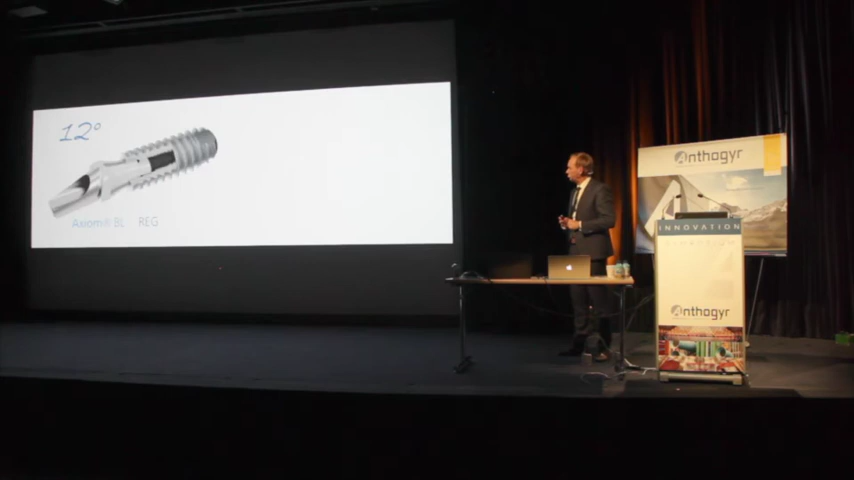 12°
Axiom® BL REG
Anthogyr
INNOVATION
Anthogyr